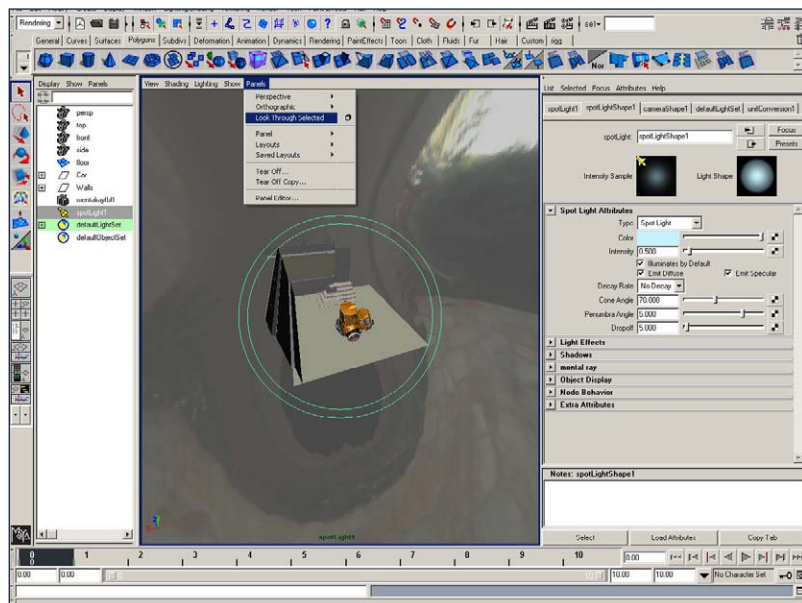 Rendering
sel-
General Curves Surfaces Polygons Subdivs Deformation Animation Dynamics Rendering PaintEffects Toon Cloth Fluids Fur Hair Custom rigg
Nor
Display Show Panels
View Shading Lighting Show Panels
List Selected Focus Attributes Help
persp
top
front
side
floor
Car
Walls
spotLight1
defaultLightSet
defaultObjectSet
Perspective
Orthographic
Look Through Selected
Panel
Layouts
Saved Layouts
Tear Off...
Tear Off Copy...
Panel Editor...
spotLight1 spotLightShape1 cameraShape1 defaultLightSet unitConversion1
spotLight: spotLightShape1
Focus
Presets
Intensity Sample
Light Shape
Spot Light Attributes
Type Spot Light
Color
Intensity 0.500
Illuminates by Default
Emit Diffuse Emit Specular
Decay Rate No Decay
Cone Angle 70.000
Penumbra Angle 5.000
Dropoff 5.000
Light Effects
Shadows
mental ray
Object Display
Node Behavior
Extra Attributes
Notes: spotLightShape1
spotLight1
Select Load Attributes Copy Tab
0 1 2 3 4 5 6 7 8 9 10
0.00
0.00 0.00 10.00 10.00 No Character Set